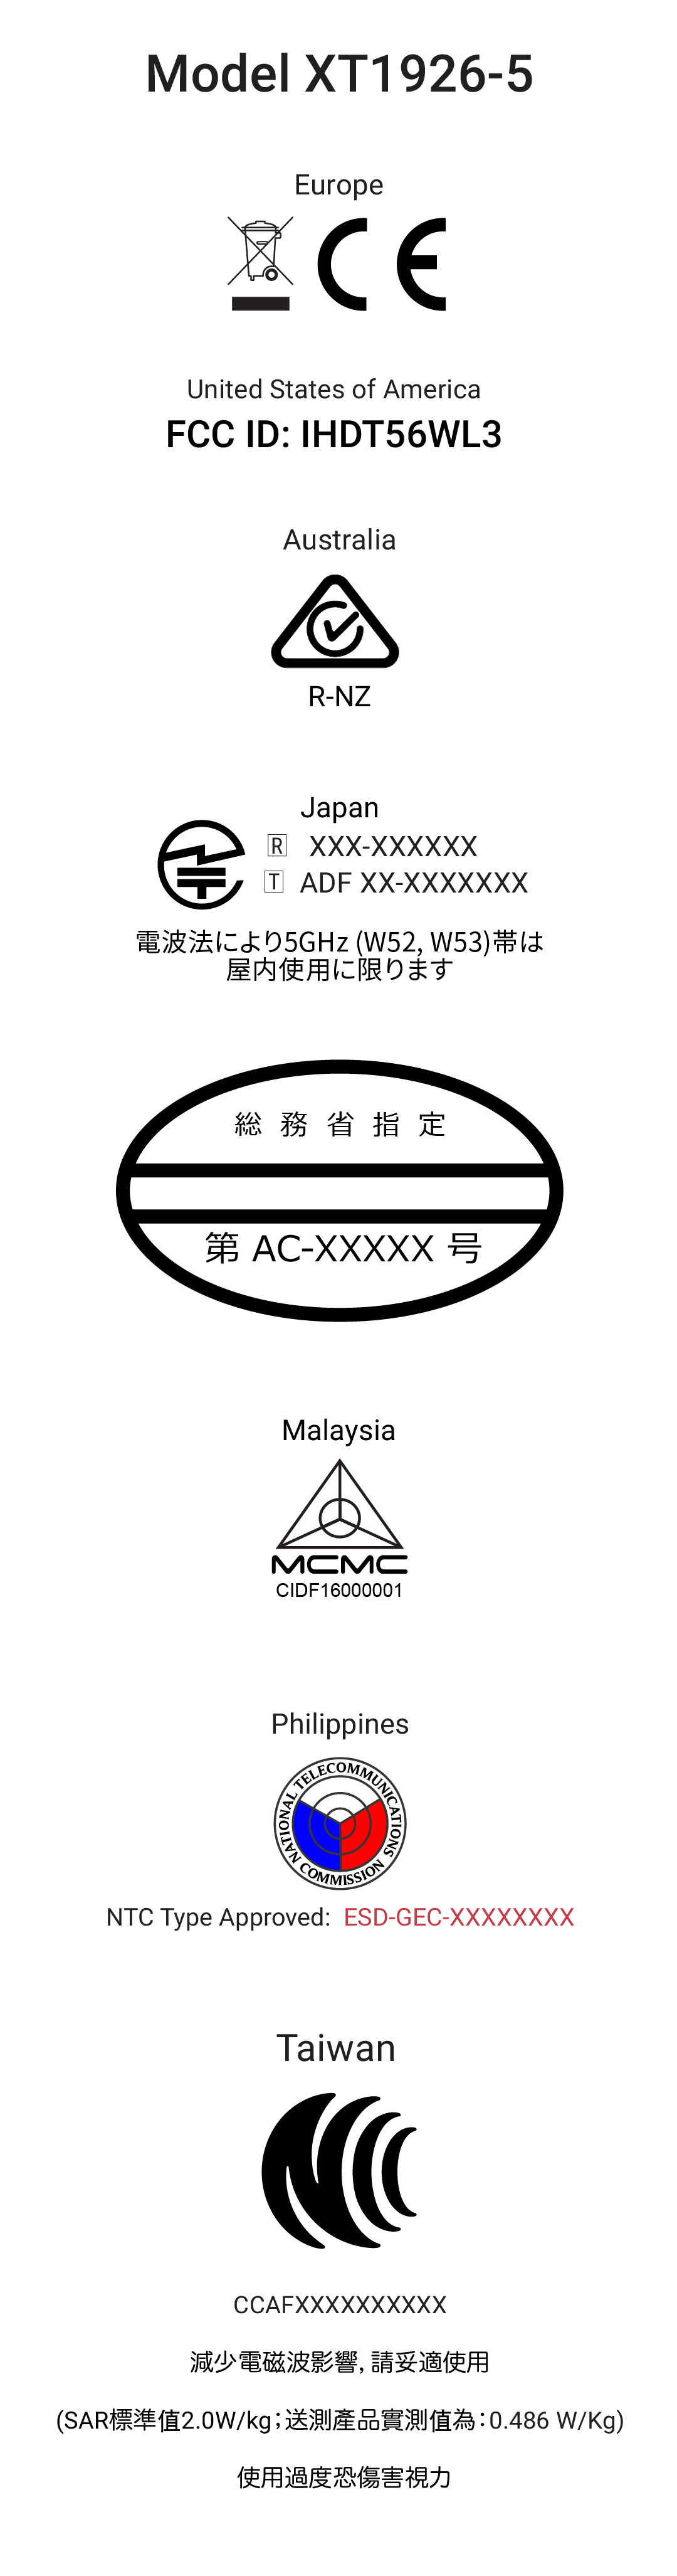 Model XT1926-5
Europe
CE
United States of America
FCC ID: IHDT56WL3
Australia
R-NZ
Japan
R XXX-XXXXXX
T ADF XX-XXXXXXX
電波法により5GHz (W52, W53)帯は
屋内使用に限ります
総務省指定
第 AC-XXXXX 号
Malaysia
MCMC
CIDF16000001
Philippines
NATIONAL TELECOMMUNICATIONS COMMISSION
NTC Type Approved: ESD-GEC-XXXXXXXX
Taiwan
CCAFXXXXXXXXXX
減少電磁波影響, 請妥適使用
(SAR標準值2.0W/kg；送測產品實測值為：0.486 W/Kg)
使用過度恐傷害視力